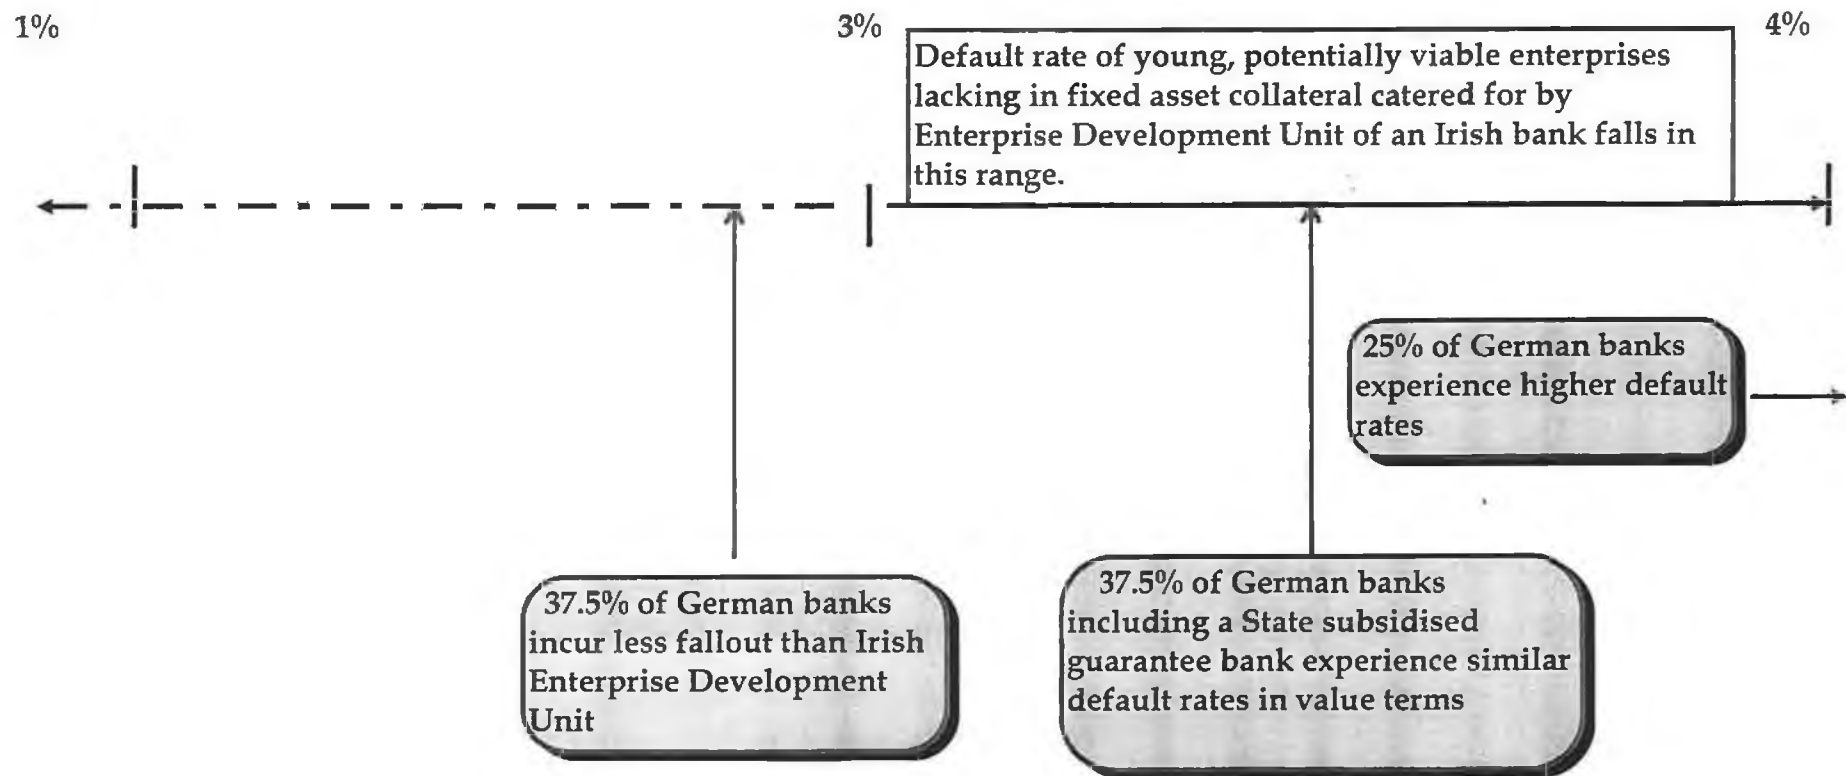 1%
3%
4%
Default rate of young, potentially viable enterprises
lacking in fixed asset collateral catered for by
Enterprise Development Unit of an Irish bank falls in
this range.
25% of German banks
experience higher default
rates
37.5% of German banks
incur less fallout than Irish
Enterprise Development
Unit
37.5% of German banks
including a State subsidised
guarantee bank experience similar
default rates in value terms